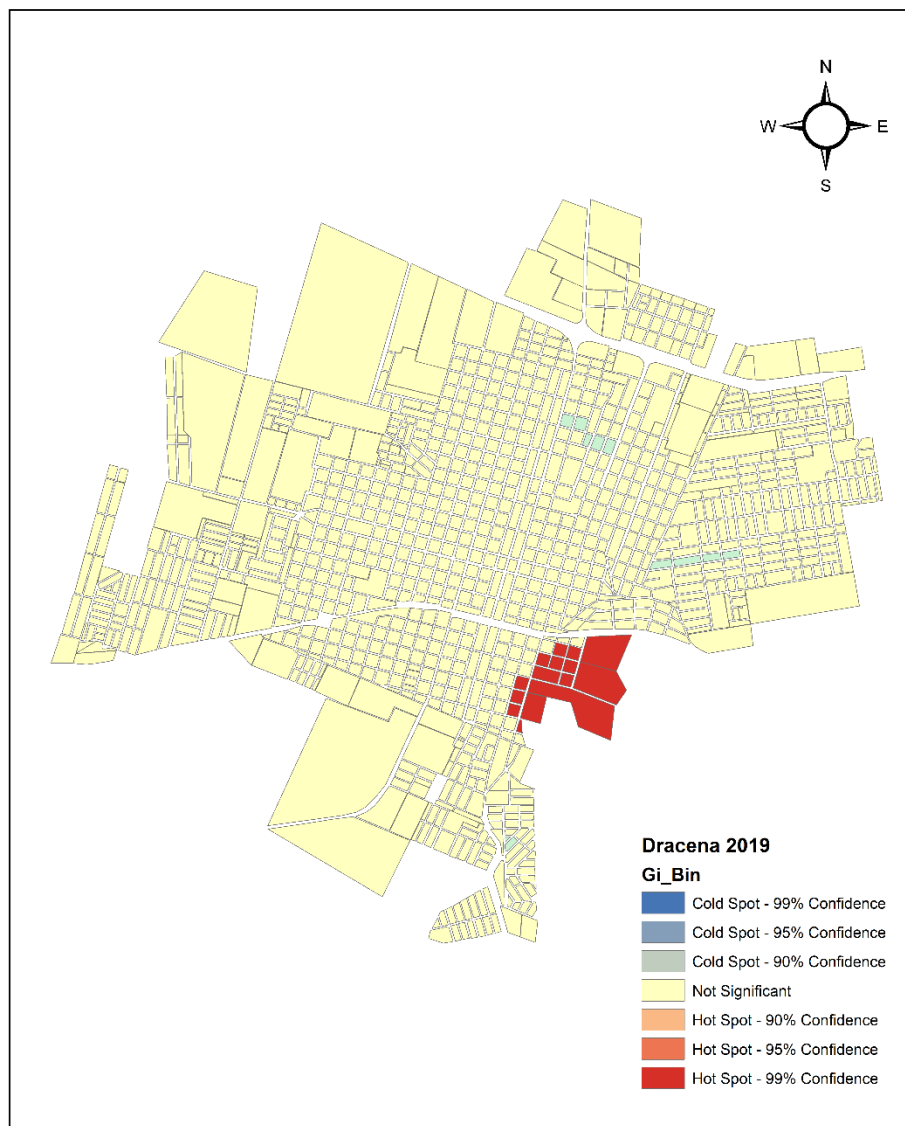 N
W
E
S
Dracena 2019
Gi_Bin
Cold Spot - 99% Confidence
Cold Spot - 95% Confidence
Cold Spot - 90% Confidence
Not Significant
Hot Spot - 90% Confidence
Hot Spot - 95% Confidence
Hot Spot - 99% Confidence